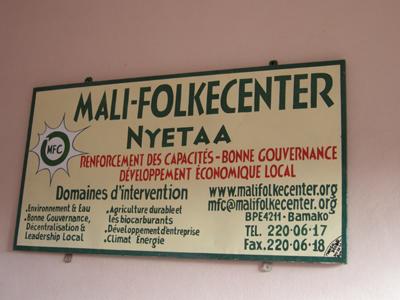 MALI-FOLKECENTER
NYETAA
MFC
RENFORCEMENT DES CAPACITÉS - BONNE GOUVERNANCE
DÉVELOPPEMENT ÉCONOMIQUE LOCAL
Domaines d'intervention
.Environnement & Eau
.Bonne Gouvernance,
Décentralisation &
Leadership Local
.Agriculture durable et
les biocarburants
.Développement d'entreprise
.Climat Energie
www.malifolkecenter.org
mfc@malifolkecenter.org
BPE4211 - Bamako
TEL. 220-06-17
Fax. 220-06-18